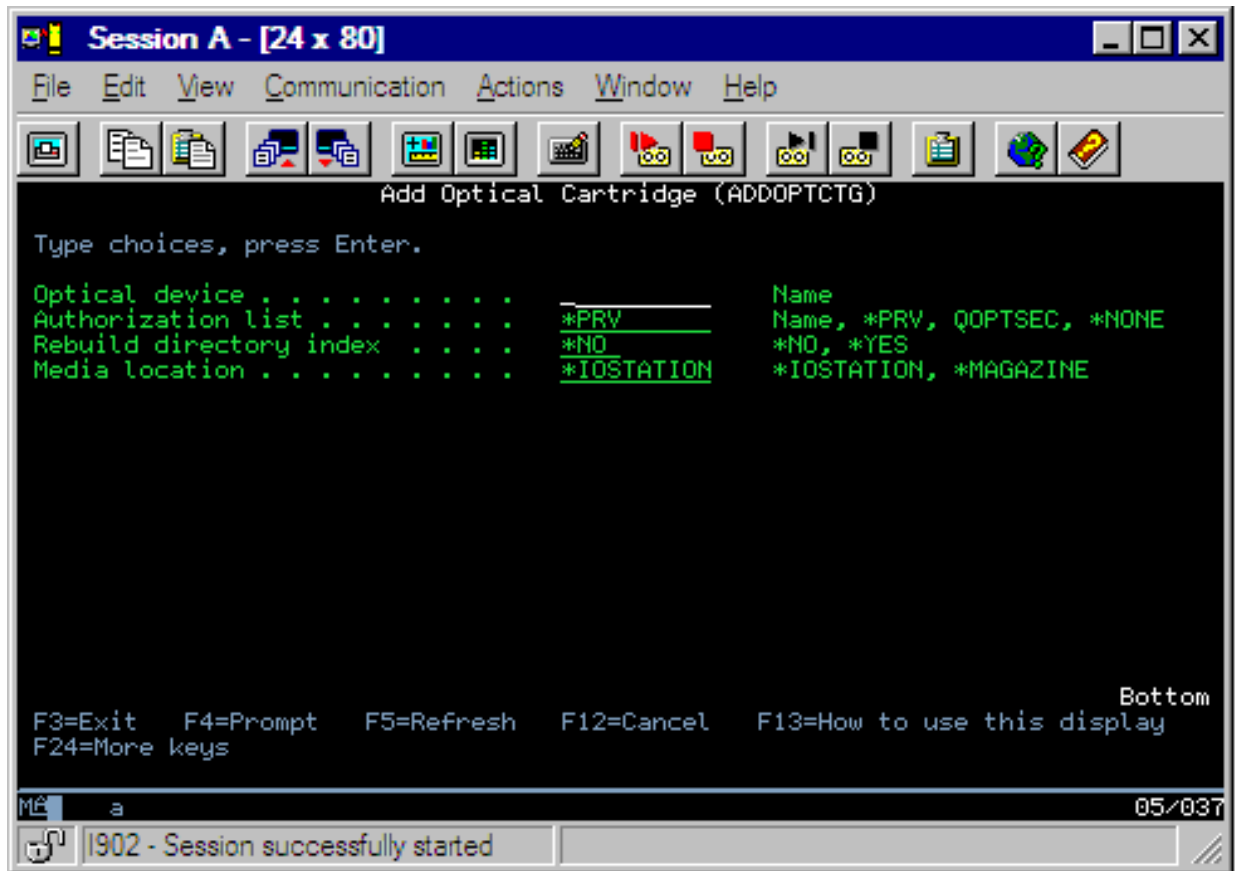 Session A - [24 x 80]
File Edit View Communication Actions Window Help
Add Optical Cartridge (ADDOPTCTG)
Type choices, press Enter.
Optical device . . . . . . . . . _ Name
Authorization list . . . . . . . *PRV Name, *PRV, QOPTSEC, *NONE
Rebuild directory index . . . . *NO *NO, *YES
Media location . . . . . . . . . *IOSTATION *IOSTATION, *MAGAZINE
Bottom
F3=Exit F4=Prompt F5=Refresh F12=Cancel F13=How to use this display
F24=More keys
MA a 05/037
I902 - Session successfully started